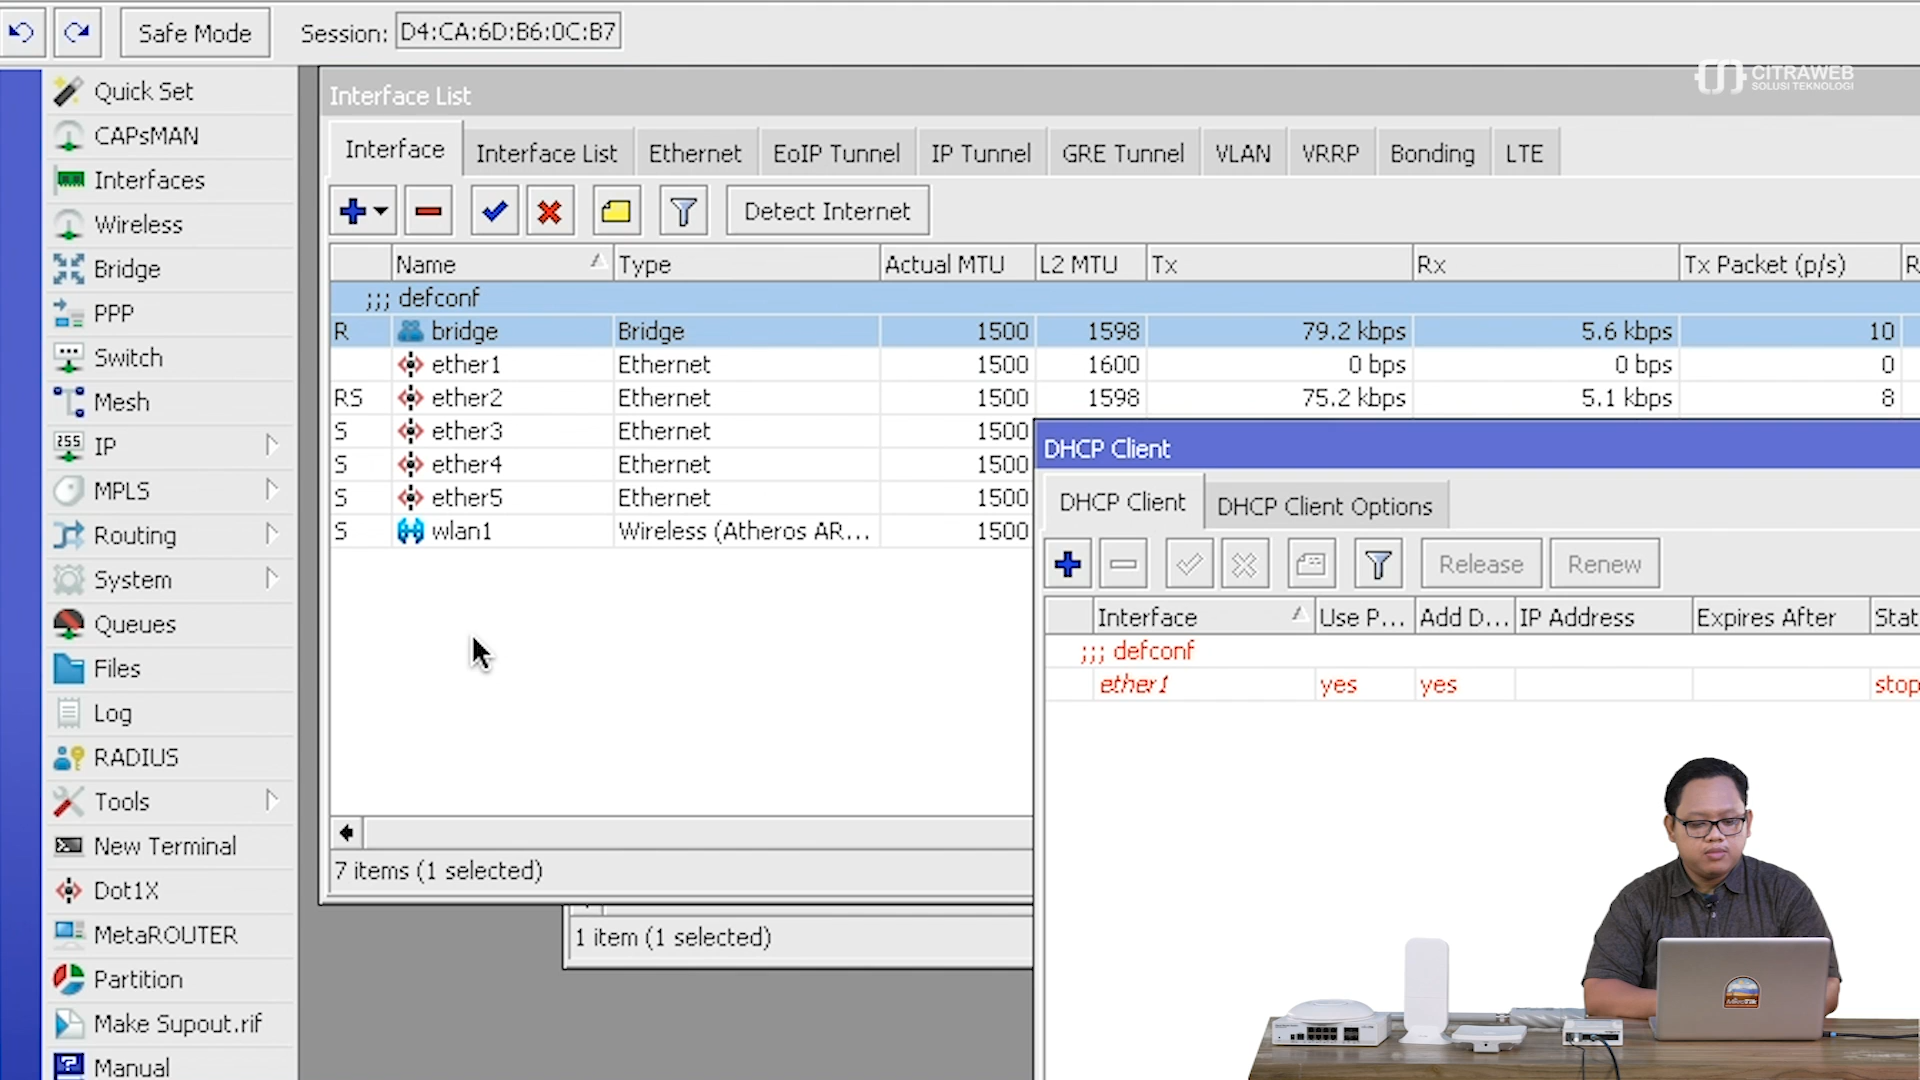 Safe Mode Session: D4:CA:6D:B6:0C:B7
CITRAWEB
SOLUSI TEKNOLOGI
Quick Set
CAPsMAN
Interfaces
Wireless
Bridge
PPP
Switch
Mesh
IP
MPLS
Routing
System
Queues
Files
Log
RADIUS
Tools
New Terminal
Dot1X
MetaROUTER
Partition
Make Supout.rif
Manual
Interface List
Interface Interface List Ethernet EoIP Tunnel IP Tunnel GRE Tunnel VLAN VRRP Bonding LTE
Detect Internet
Name Type Actual MTU L2 MTU Tx Rx Tx Packet (p/s) R
;;; defconf
R bridge Bridge 1500 1598 79.2 kbps 5.6 kbps 10
ether1 Ethernet 1500 1600 0 bps 0 bps 0
RS ether2 Ethernet 1500 1598 75.2 kbps 5.1 kbps 8
S ether3 Ethernet 1500
S ether4 Ethernet 1500
S ether5 Ethernet 1500
S wlan1 Wireless (Atheros AR... 1500
7 items (1 selected)
1 item (1 selected)
DHCP Client
DHCP Client DHCP Client Options
Release Renew
Interface Use P... Add D... IP Address Expires After Stat
;;; defconf
ether1 yes yes stop
MikroTik